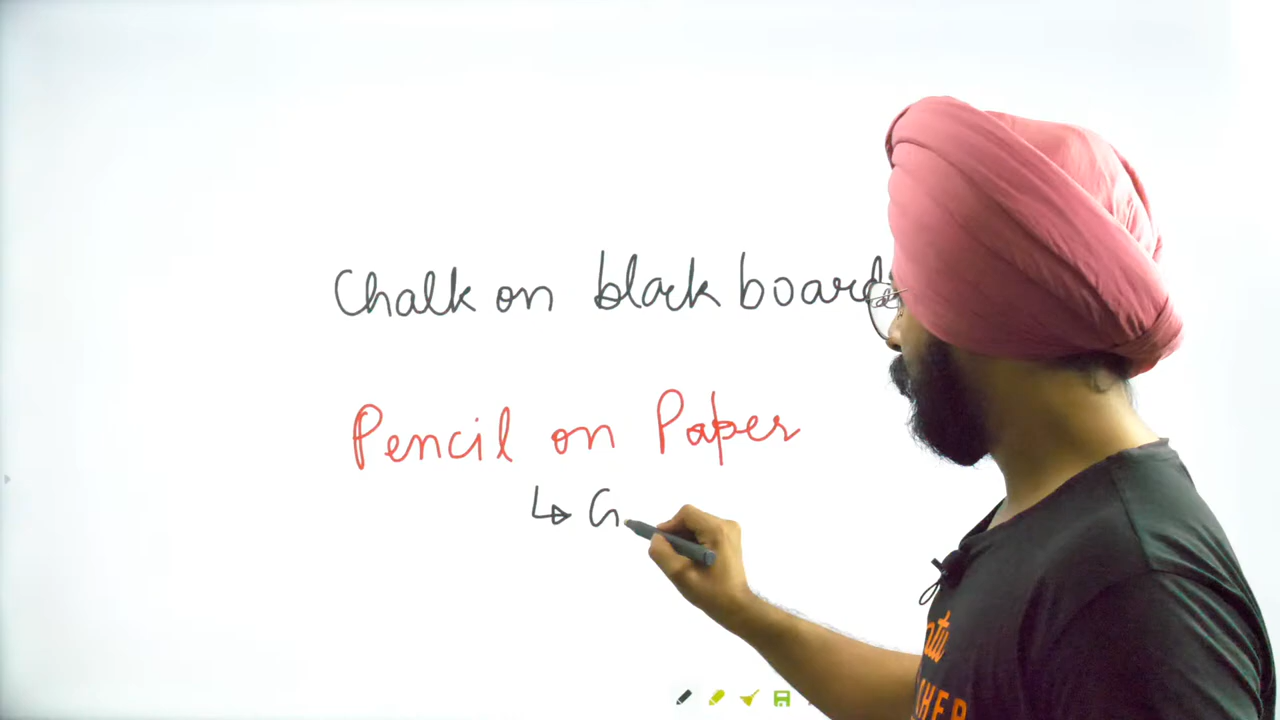 Chalk on black board
Pencil on Paper
↳ G